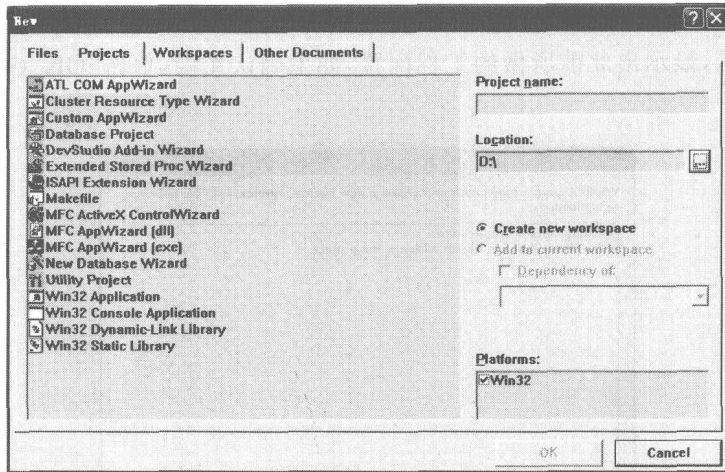 New
Files Projects Workspaces Other Documents
ATL COM AppWizard
Cluster Resource Type Wizard
Custom AppWizard
Database Project
DevStudio Add-in Wizard
Extended Stored Proc Wizard
ISAPI Extension Wizard
Makefile
MFC ActiveX ControlWizard
MFC AppWizard (dll)
MFC AppWizard (exe)
New Database Wizard
Utility Project
Win32 Application
Win32 Console Application
Win32 Dynamic-Link Library
Win32 Static Library
Project name:
Location:
D:\
...
Create new workspace
Add to current workspace
Dependency of:
Platforms:
Win32
OK Cancel